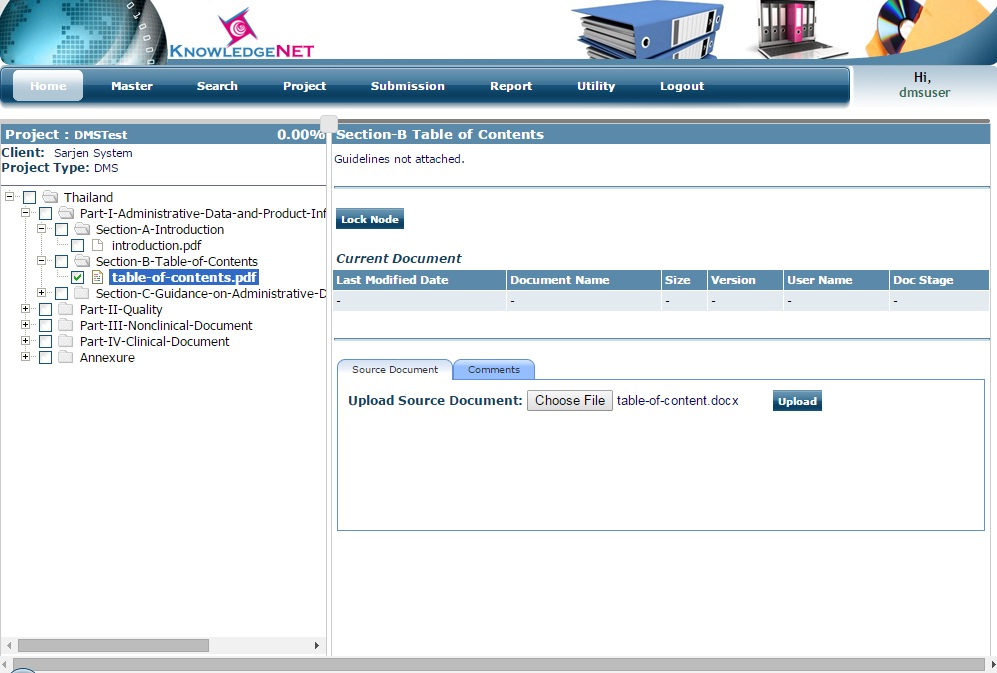 1010000
KNOWLEDGENET
Home Master Search Project Submission Report Utility Logout
Hi,
dmsuser
Project : DMSTest 0.00%
Client: Sarjen System
Project Type: DMS
Thailand
Part-I-Administrative-Data-and-Product-Inf
Section-A-Introduction
introduction.pdf
Section-B-Table-of-Contents
table-of-contents.pdf
Section-C-Guidance-on-Administrative-D
Part-II-Quality
Part-III-Nonclinical-Document
Part-IV-Clinical-Document
Annexure
Section-B Table of Contents
Guidelines not attached.
Lock Node
Current Document
Last Modified Date Document Name Size Version User Name Doc Stage
- - - - - -
Source Document Comments
Upload Source Document: Choose File table-of-content.docx Upload